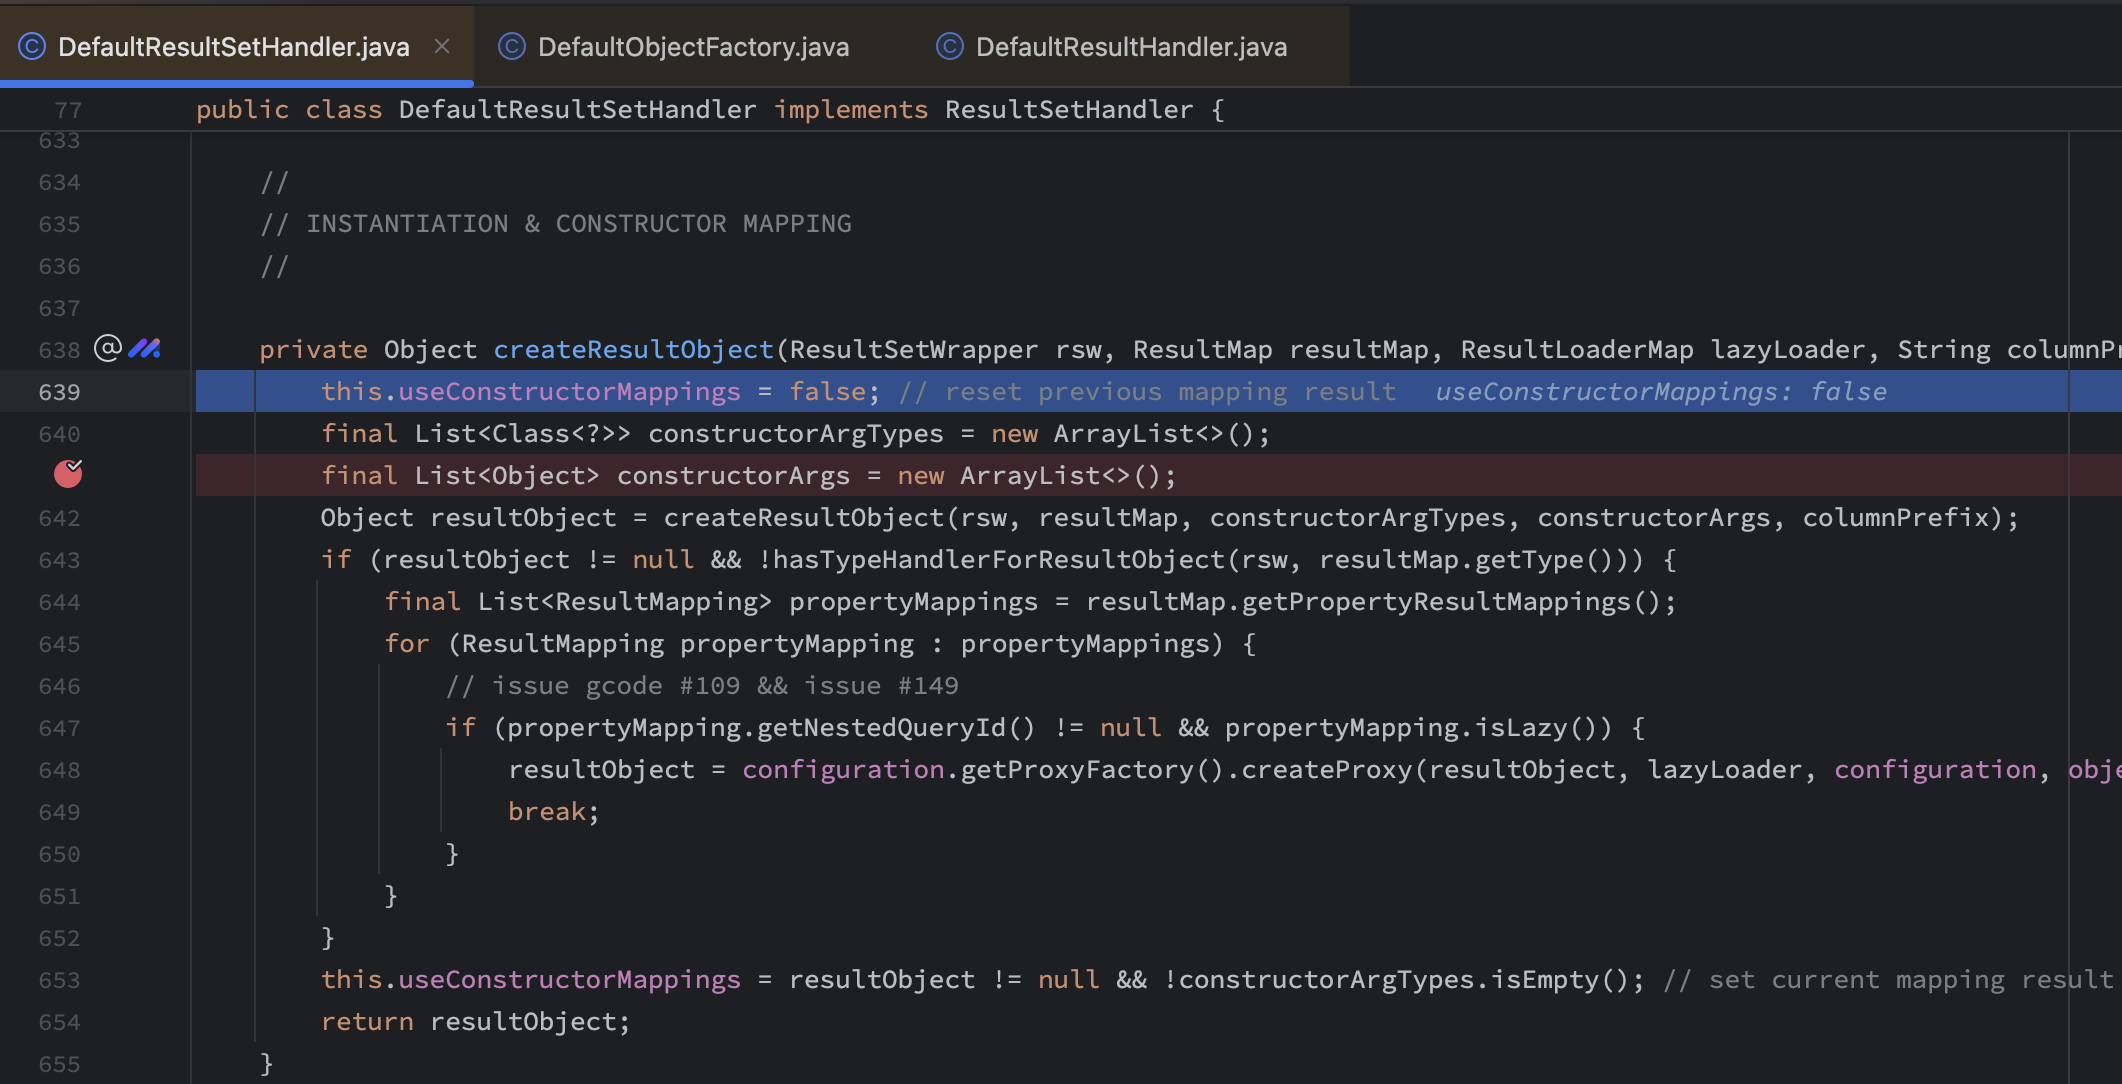 DefaultResultSetHandler.java DefaultObjectFactory.java DefaultResultHandler.java
77 public class DefaultResultSetHandler implements ResultSetHandler {
633
634 //
635 // INSTANTIATION & CONSTRUCTOR MAPPING
636 //
637
638 private Object createResultObject(ResultSetWrapper rsw, ResultMap resultMap, ResultLoaderMap lazyLoader, String columnPr
639 this.useConstructorMappings = false; // reset previous mapping result useConstructorMappings: false
640 final List<Class<?>> constructorArgTypes = new ArrayList<>();
final List<Object> constructorArgs = new ArrayList<>();
642 Object resultObject = createResultObject(rsw, resultMap, constructorArgTypes, constructorArgs, columnPrefix);
643 if (resultObject != null && !hasTypeHandlerForResultObject(rsw, resultMap.getType())) {
644 final List<ResultMapping> propertyMappings = resultMap.getPropertyResultMappings();
645 for (ResultMapping propertyMapping : propertyMappings) {
646 // issue gcode #109 && issue #149
647 if (propertyMapping.getNestedQueryId() != null && propertyMapping.isLazy()) {
648 resultObject = configuration.getProxyFactory().createProxy(resultObject, lazyLoader, configuration, obje
649 break;
650 }
651 }
652 }
653 this.useConstructorMappings = resultObject != null && !constructorArgTypes.isEmpty(); // set current mapping result
654 return resultObject;
655 }